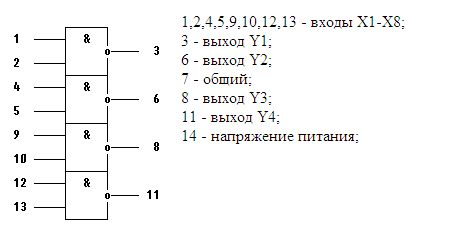 1,2,4,5,9,10,12,13 - входы X1-X8;
3 - выход Y1;
6 - выход Y2;
7 - общий;
8 - выход Y3;
11 - выход Y4;
14 - напряжение питания;
1
&
3
2
4
&
6
5
9
&
8
10
12
&
11
13